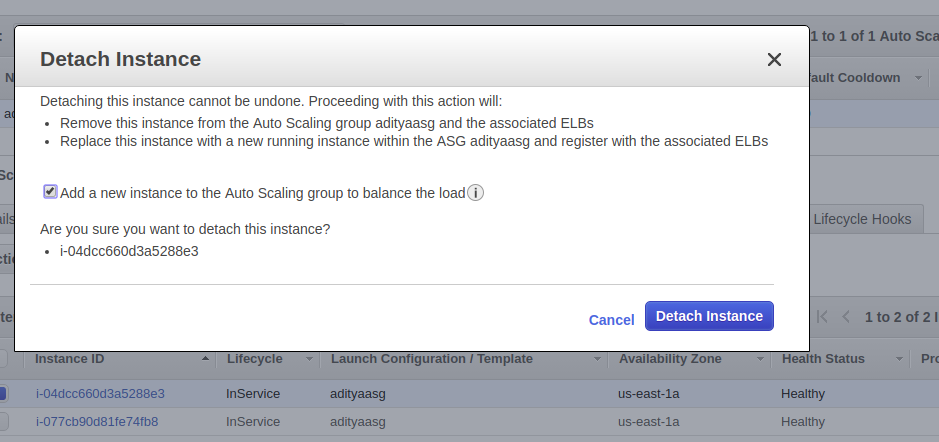 1 to 1 of 1 Auto Sca
Detach Instance
ault Cooldown
Detaching this instance cannot be undone. Proceeding with this action will:
Remove this instance from the Auto Scaling group adityaasg and the associated ELBs
Replace this instance with a new running instance within the ASG adityaasg and register with the associated ELBs
Add a new instance to the Auto Scaling group to balance the load
Lifecycle Hooks
Are you sure you want to detach this instance?
i-04dcc660d3a5288e3
Cancel Detach Instance
1 to 2 of 2 I
Instance ID Lifecycle Launch Configuration / Template Availability Zone Health Status Pro
i-04dcc660d3a5288e3 InService adityaasg us-east-1a Healthy
i-077cb90d81fe74fb8 InService adityaasg us-east-1a Healthy